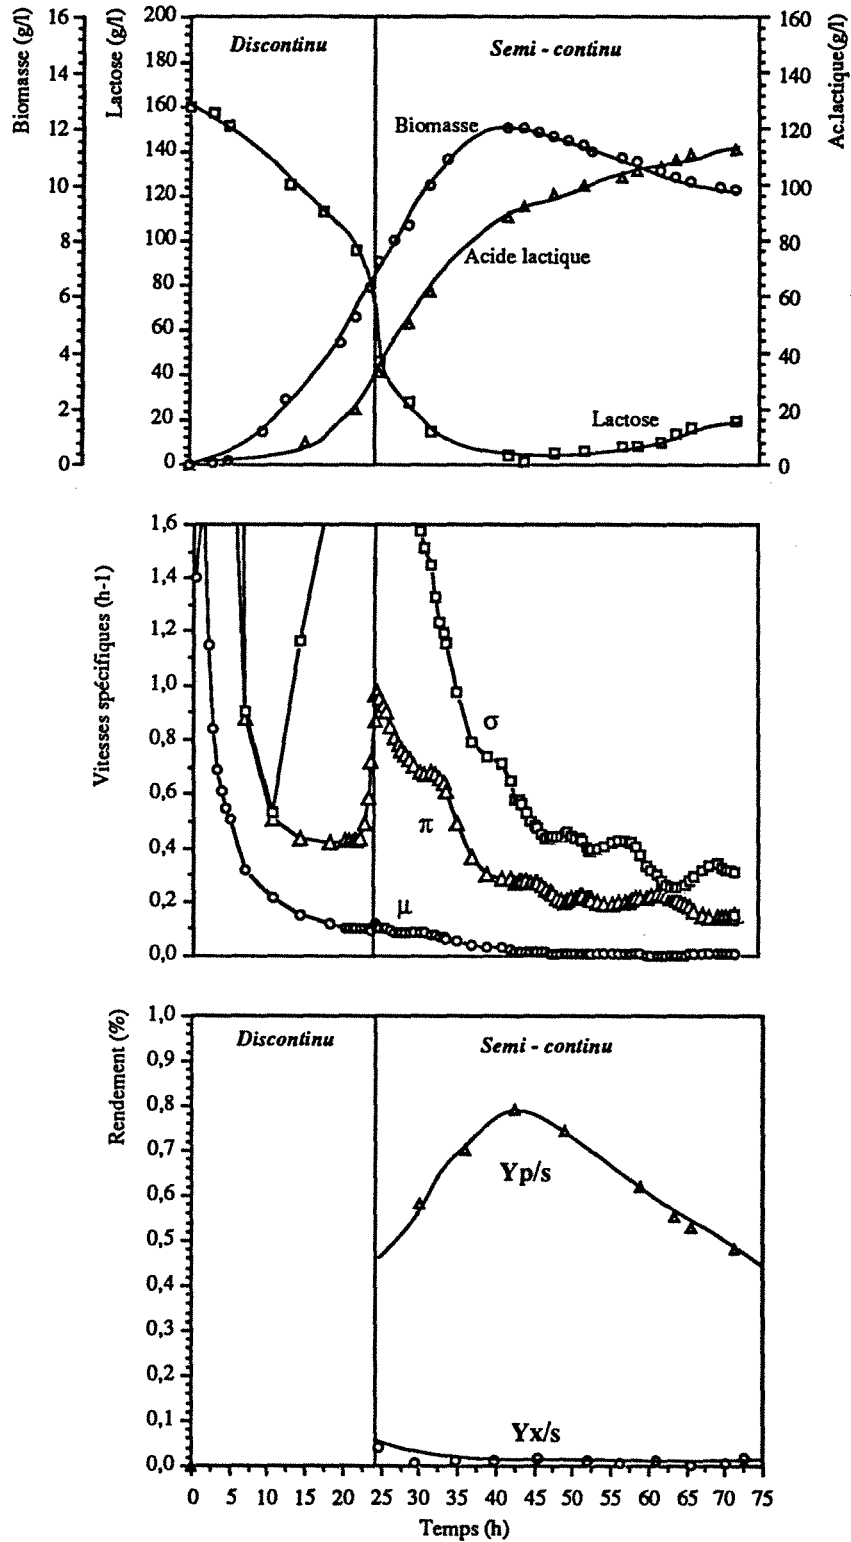 Biomasse (g/l)
Lactose (g/l)
Ac.lactique(g/l)
16
14
12
10
8
6
4
2
0
200
180
160
140
120
100
80
60
40
20
0
160
140
120
100
80
60
40
20
0
Discontinu
Semi - continu
Biomasse
Acide lactique
Lactose
Vitesses spécifiques (h-1)
1,6
1,4
1,2
1,0
0,8
0,6
0,4
0,2
0,0
σ
π
μ
Rendement (%)
1,0
0,9
0,8
0,7
0,6
0,5
0,4
0,3
0,2
0,1
0,0
Discontinu
Semi - continu
Yp/s
Yx/s
0 5 10 15 20 25 30 35 40 45 50 55 60 65 70 75
Temps (h)